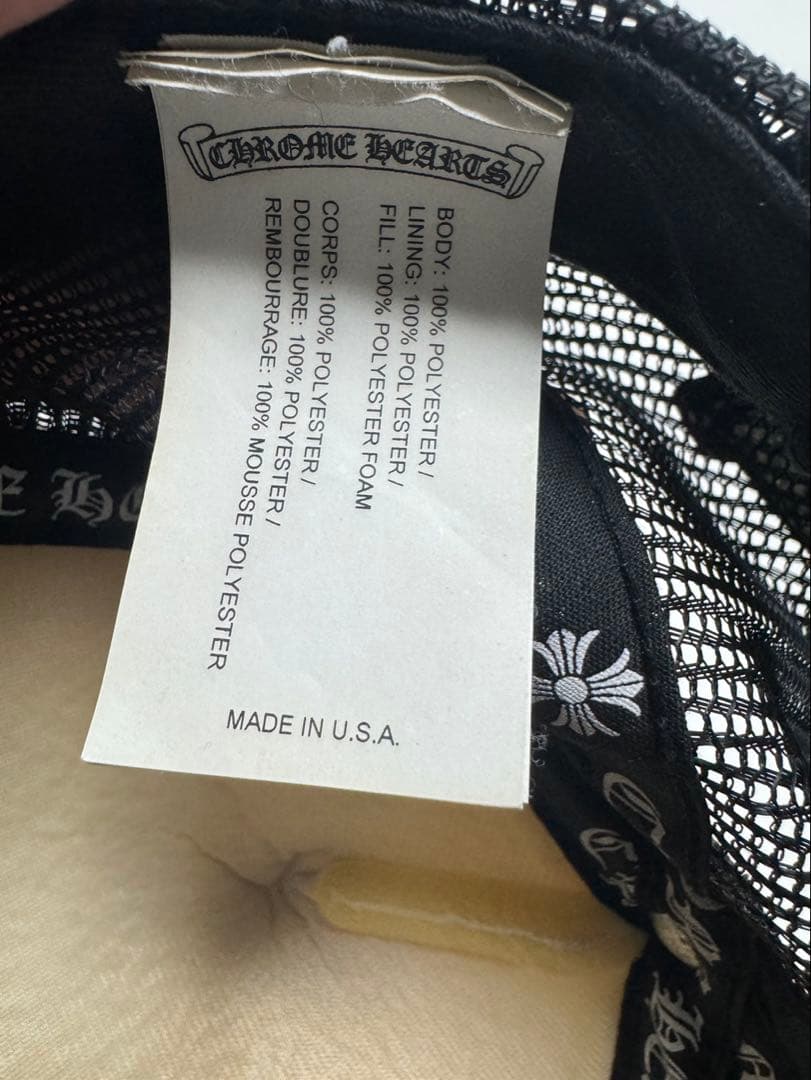 CHROME HEARTS
BODY: 100% POLYESTER /
LINING: 100% POLYESTER /
FILL: 100% POLYESTER FOAM
CORPS: 100% POLYESTER /
DOUBLURE: 100% POLYESTER /
REMBOURRAGE: 100% MOUSSE POLYESTER
MADE IN U.S.A.
E He